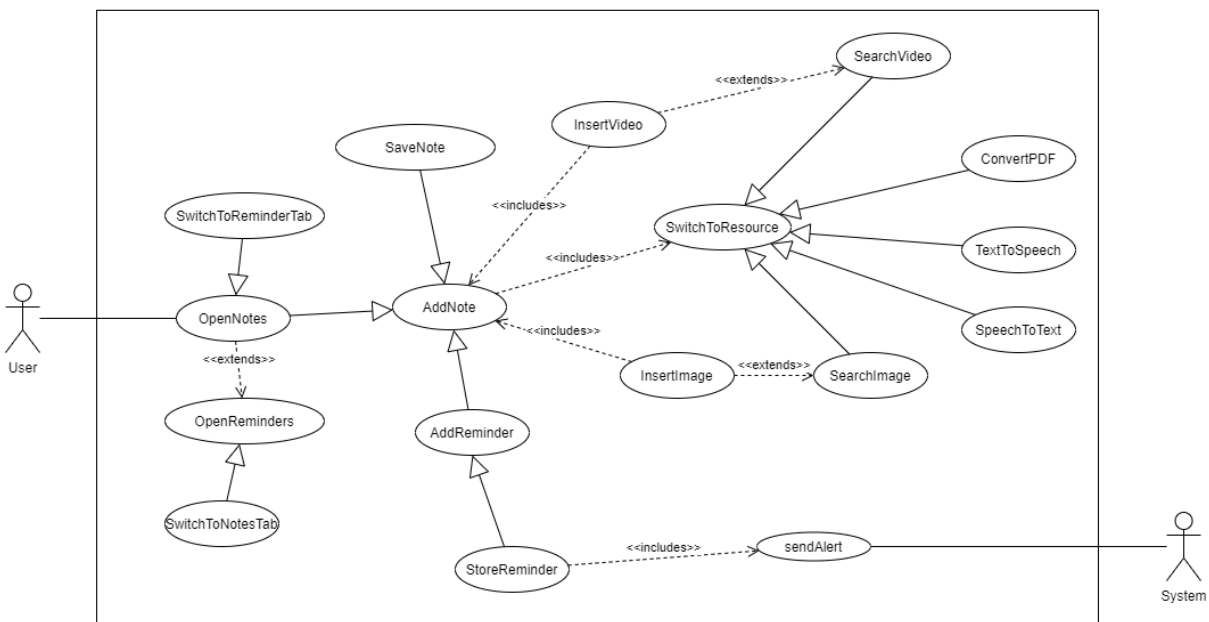 SearchVideo
<<extends>>
InsertVideo
SaveNote
ConvertPDF
<<includes>>
SwitchToReminderTab
SwitchToResource
TextToSpeech
<<includes>>
AddNote
OpenNotes
SpeechToText
<<includes>>
User
<<extends>>
<<extends>>
InsertImage
SearchImage
OpenReminders
AddReminder
SwitchToNotesTab
<<includes>>
sendAlert
StoreReminder
System